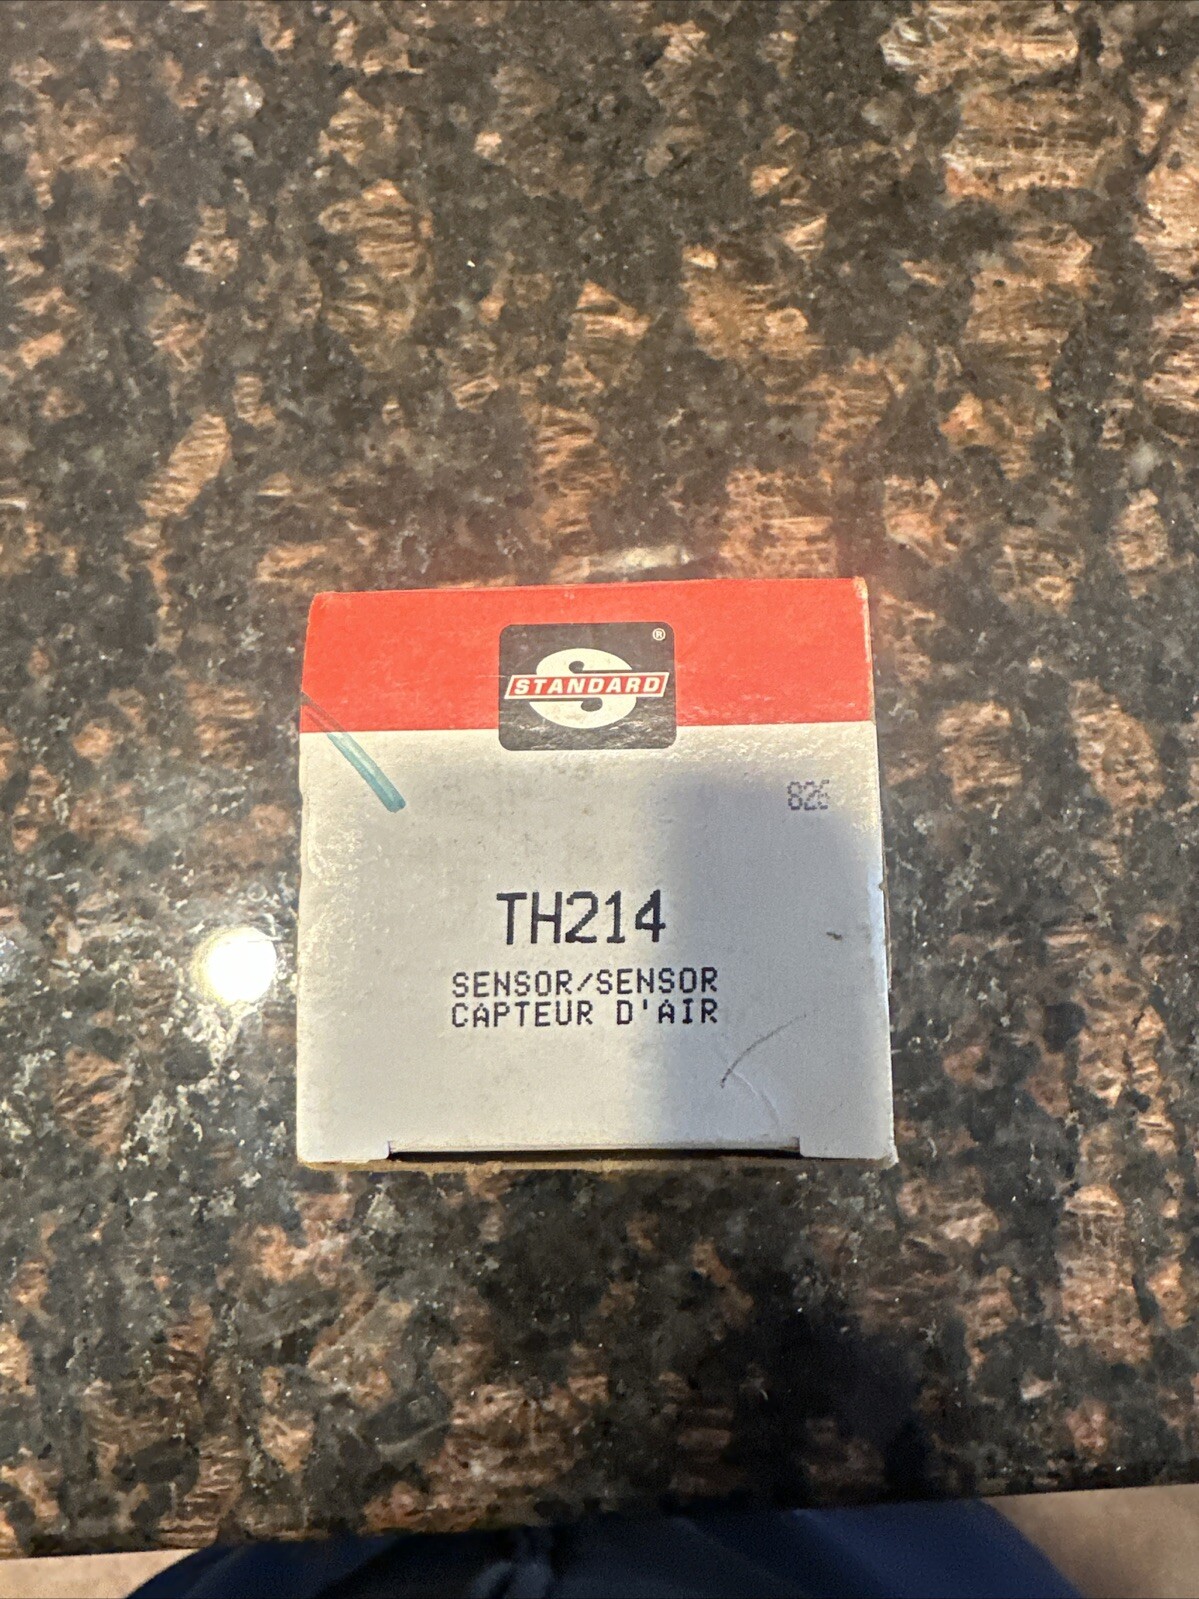 STANDARD®
826
TH214
SENSOR/SENSOR
CAPTEUR D'AIR